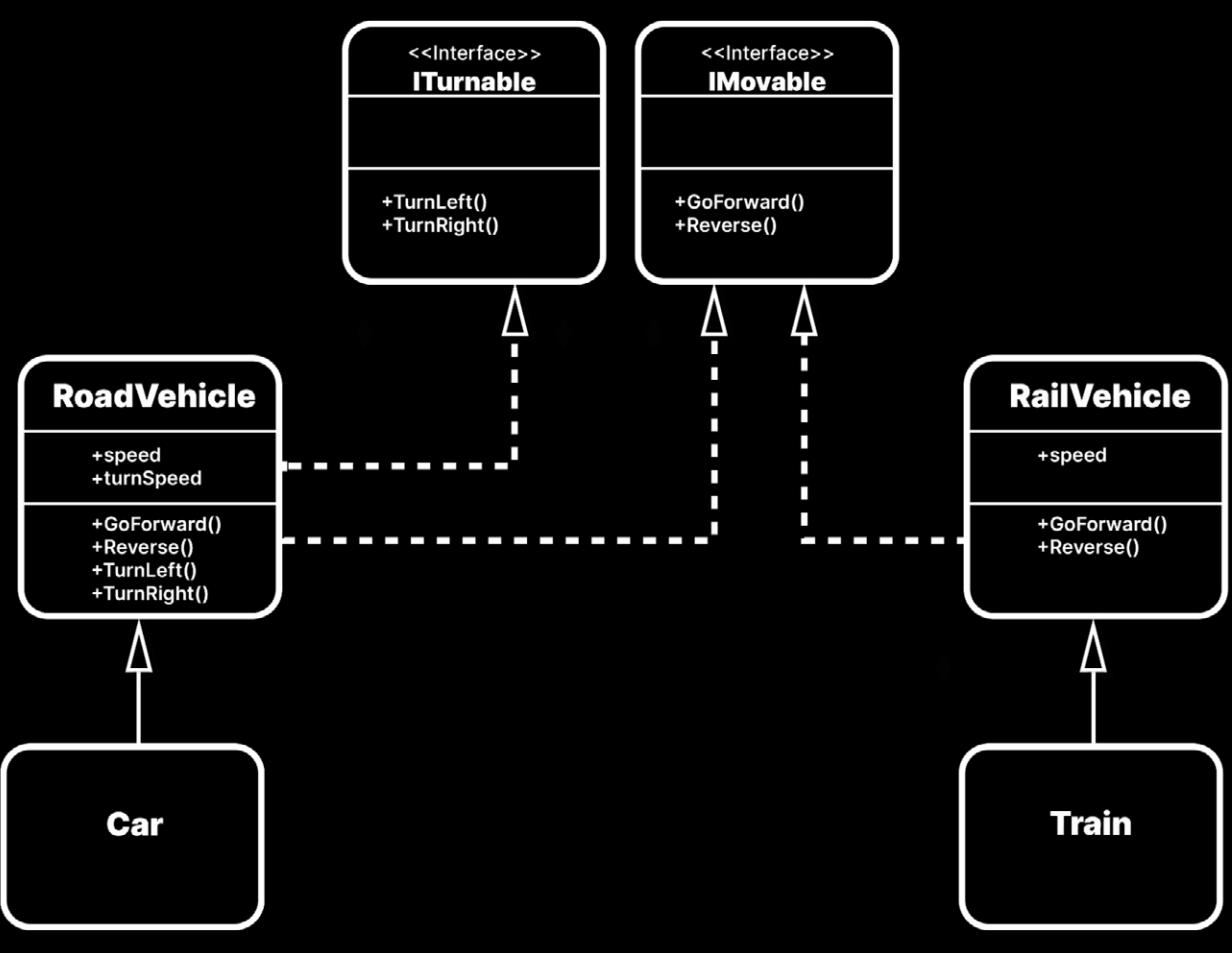 <<Interface>>
ITurnable
+TurnLeft()
+TurnRight()
<<Interface>>
IMovable
+GoForward()
+Reverse()
RoadVehicle
+speed
+turnSpeed
+GoForward()
+Reverse()
+TurnLeft()
+TurnRight()
RailVehicle
+speed
+GoForward()
+Reverse()
Car
Train